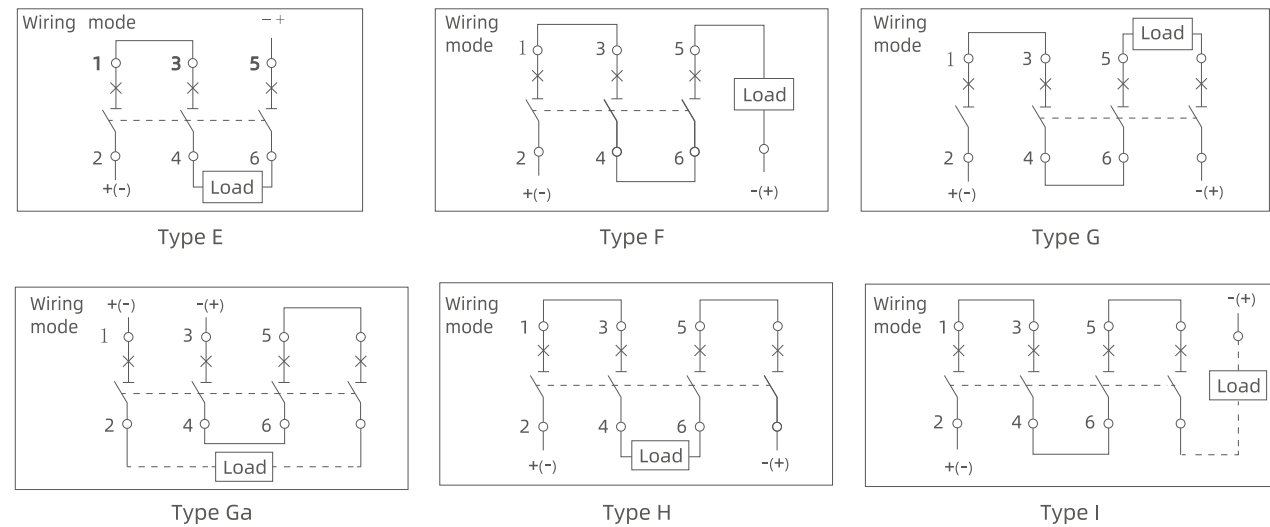 Wiring mode
− +
1 3 5
2 4 6
+(-)
Load
Type E
Wiring
mode
1 3 5
Load
2 4 6
+(-)
-(+)
Type F
Wiring
mode
Load
1 3 5
2 4 6
+(-)
-(+)
Type G
Wiring
mode
+(-) -(+)
1 3 5
2 4 6
Load
Type Ga
Wiring
mode
1 3 5
2 4 6
Load
+(-)
-(+)
Type H
Wiring
mode
-(+)
1 3 5
Load
2 4 6
+(-)
Type I